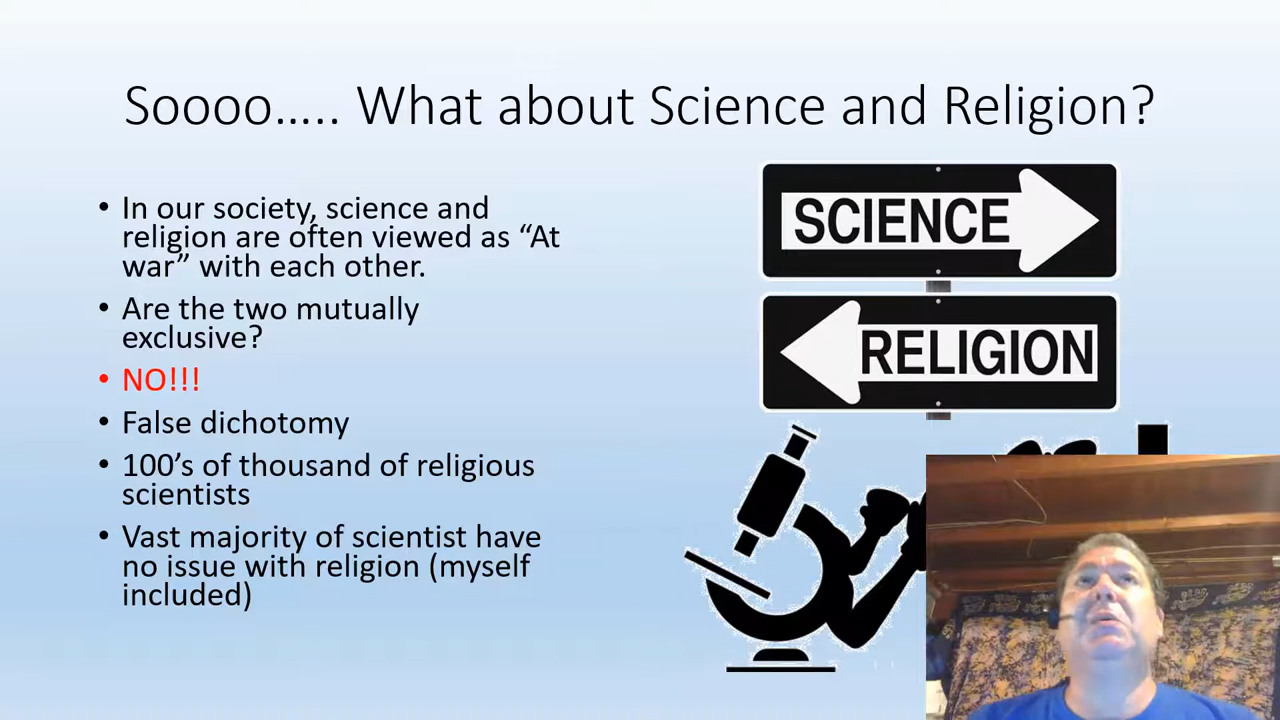 Soooo….. What about Science and Religion?
• In our society, science and
religion are often viewed as “At
war” with each other.
• Are the two mutually
exclusive?
• NO!!!
• False dichotomy
• 100’s of thousand of religious
scientists
• Vast majority of scientist have
no issue with religion (myself
included)
SCIENCE
RELIGION